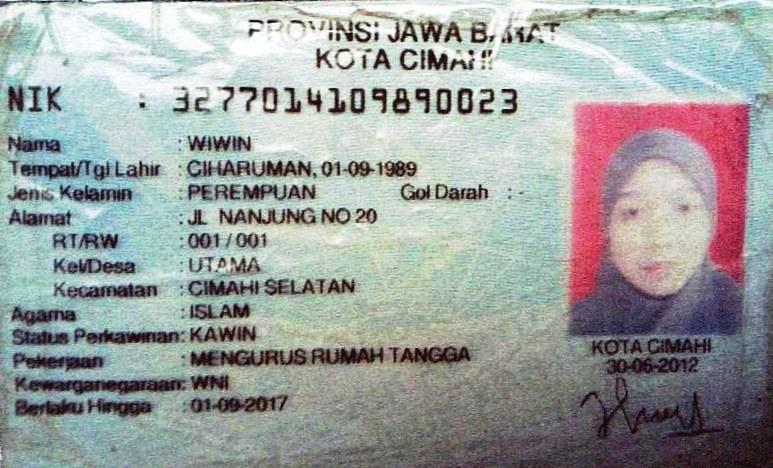 PROVINSI JAWA BARAT
KOTA CIMAHI
NIK : 3277014109890023
Nama : WIWIN
Tempat/Tgl Lahir : CIHARUMAN, 01-09-1989
Jenis Kelamin : PEREMPUAN Gol Darah : -
Alamat : JL NANJUNG NO 20
RT/RW : 001 / 001
Kel/Desa : UTAMA
Kecamatan : CIMAHI SELATAN
Agama : ISLAM
Status Perkawinan: KAWIN
Pekerjaan : MENGURUS RUMAH TANGGA
Kewarganegaraan: WNI
Berlaku Hingga : 01-09-2017
KOTA CIMAHI
30-06-2012